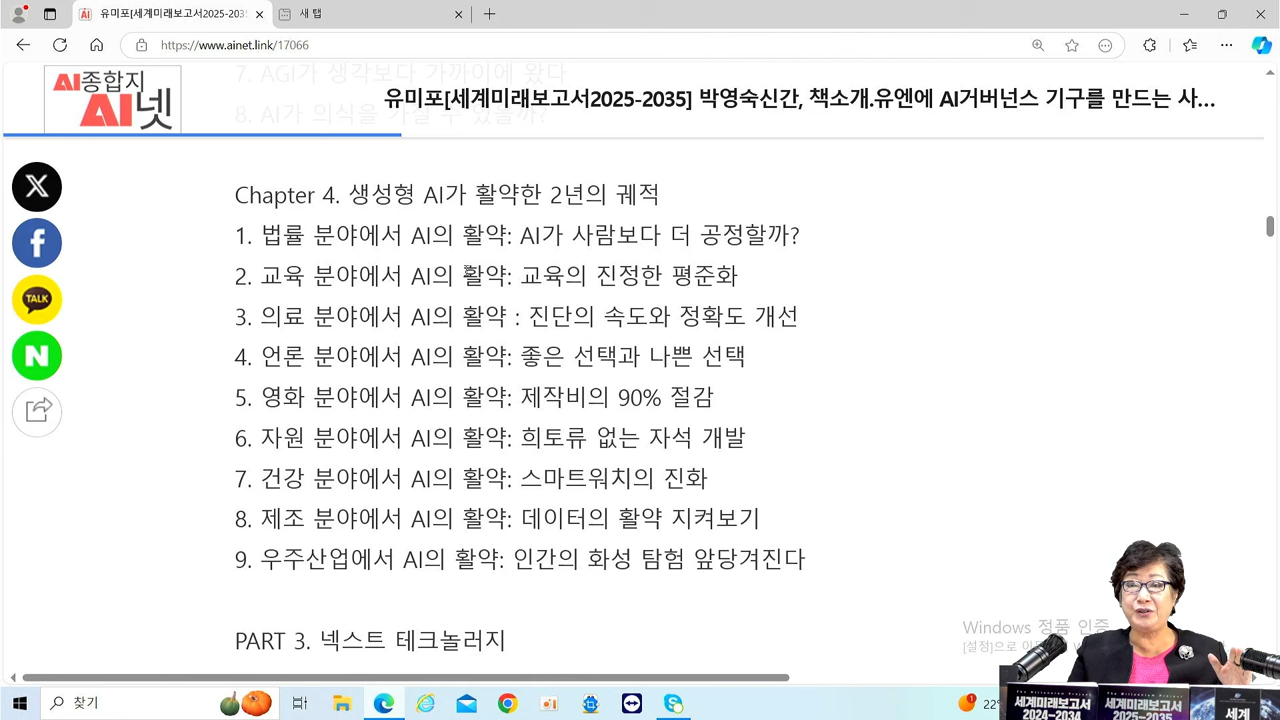 유미포[세계미래보고서2025-203
새 탭
https://www.ainet.link/17066
AI종합지
AI넷
7. AGI가 생각보다 가까이에 왔다
유미포[세계미래보고서2025-2035] 박영숙신간, 책소개.유엔에 AI거버넌스 기구를 만드는 사...
Chapter 4. 생성형 AI가 활약한 2년의 궤적
1. 법률 분야에서 AI의 활약: AI가 사람보다 더 공정할까?
2. 교육 분야에서 AI의 활약: 교육의 진정한 평준화
3. 의료 분야에서 AI의 활약 : 진단의 속도와 정확도 개선
4. 언론 분야에서 AI의 활약: 좋은 선택과 나쁜 선택
5. 영화 분야에서 AI의 활약: 제작비의 90% 절감
6. 자원 분야에서 AI의 활약: 희토류 없는 자석 개발
7. 건강 분야에서 AI의 활약: 스마트워치의 진화
8. 제조 분야에서 AI의 활약: 데이터의 활약 지켜보기
9. 우주산업에서 AI의 활약: 인간의 화성 탐험 앞당겨진다
PART 3. 넥스트 테크놀러지
TALK
N
Windows 정품 인증
[설정]으로
찾기
22°
The Millennium Project
세계미래보고서
2024-2034
The Millennium Project
세계미래보고서
2025-2035
세계